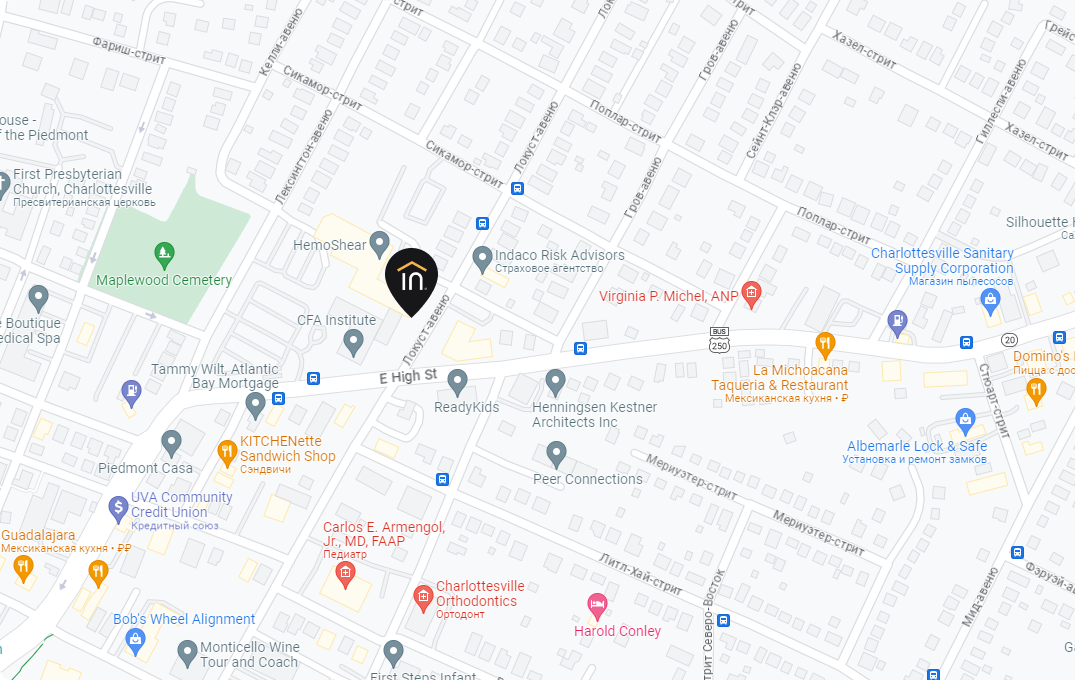 Фариш-стрит
Келли-авеню
Сикамор-стрит
Сикамор-стрит
Лексингтон-авеню
Локуст-авеню
Гров-авеню
Поплар-стрит
Гров-авеню
Сейнт-Клэр-авеню
Хазел-стрит
Гиллеспи-авеню
Хазел-стрит
ouse -
f the Piedmont
First Presbyterian
Church, Charlottesville
Пресвитерианская церковь
Поплар-стрит
Silhouette
HemoShear
Indaco Risk Advisors
Страховое агентство
Charlottesville Sanitary
Supply Corporation
Магазин пылесосов
Maplewood Cemetery
in
Virginia P. Michel, ANP
Локуст-авеню
CFA Institute
Boutique
edical Spa
BUS
250
20
Tammy Wilt, Atlantic
Bay Mortgage
E High St
La Michoacana
Taqueria & Restaurant
Мексиканская кухня • ₽
Domino's
Пицца с дос
Стюарт-стрит
ReadyKids
Henningsen Kestner
Architects Inc
KITCHENette
Sandwich Shop
Сэндвичи
Albemarle Lock & Safe
Установка и ремонт замков
Piedmont Casa
Peer Connections
Мериуэтер-стрит
Мериуэтер-стрит
UVA Community
Credit Union
Кредитный союз
Guadalajara
Мексиканская кухня • ₽₽
Carlos E. Armengol,
Jr., MD, FAAP
Педиатр
Литл-Хай-стрит
Charlottesville
Orthodontics
Ортодонт
Мид-авеню
Фэруэй-а
Bob's Wheel Alignment
Harold Conley
стрит Северо-Восток
Monticello Wine
Tour and Coach
First Steps Infant